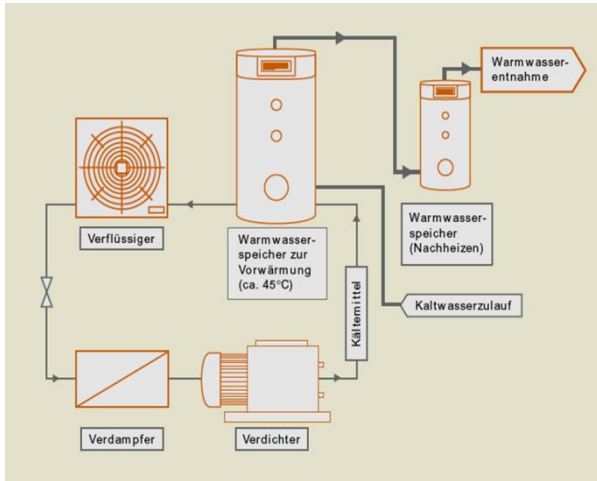 Warmwasser-
entnahme
Verflüssiger
Warmwasser-
speicher zur
Vorwärmung
(ca. 45°C)
Warmwasser-
speicher
(Nachheizen)
Kältemittel
Kaltwasserzulauf
Verdampfer
Verdichter